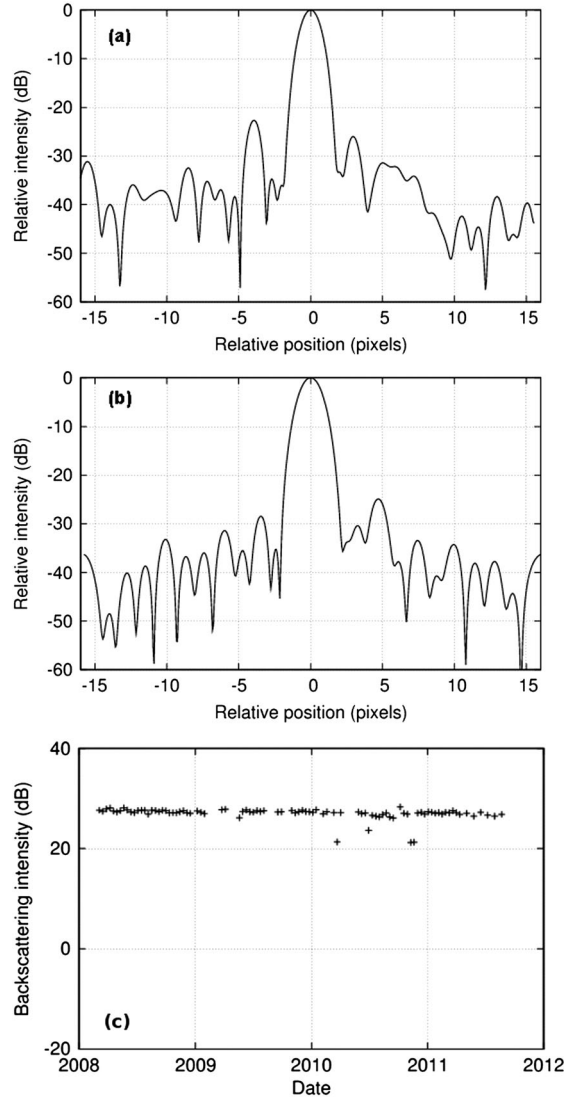 (a)
Relative intensity (dB)
0
-10
-20
-30
-40
-50
-60
-15 -10 -5 0 5 10 15
Relative position (pixels)
(b)
Relative intensity (dB)
0
-10
-20
-30
-40
-50
-60
-15 -10 -5 0 5 10 15
Relative position (pixels)
Backscattering intensity (dB)
40
20
0
-20
(c)
2008 2009 2010 2011 2012
Date